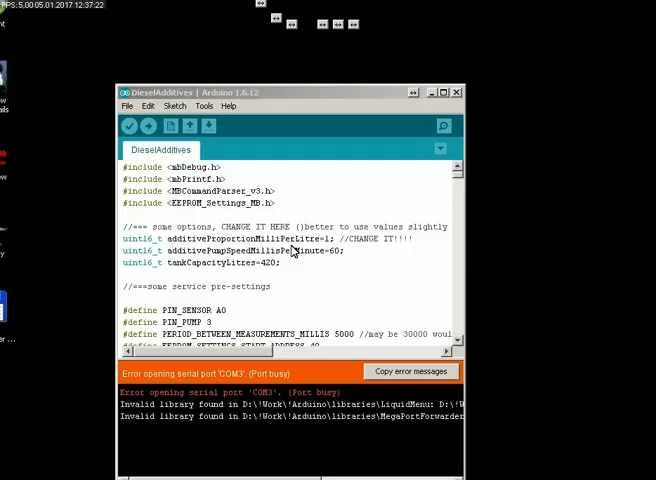 FPS: 5,00 05.01.2017 12:37:22
DieselAdditives | Arduino 1.6.12
File Edit Sketch Tools Help
DieselAdditives
#include <mbDebug.h>
#include <mbPrintf.h>
#include <MBCommandParser_v3.h>
#include <EEPROM_Settings_MB.h>
//=== some options, CHANGE IT HERE ()better to use values slightly
uint16_t additiveProportionMilliPerLitre=1; //CHANGE IT!!!!
uint16_t additivePumpSpeedMillisPerMinute=60;
uint16_t tankCapacityLitres=420;
//===some service pre-settings
#define PIN_SENSOR A0
#define PIN_PUMP 3
#define PERIOD_BETWEEN_MEASUREMENTS_MILLIS 5000 //may be 30000 woul
#define EEPROM_SETTINGS_START_ADDRESS 40
Error opening serial port 'COM3'. (Port busy)
Copy error messages
Error opening serial port 'COM3'. (Port busy)
Invalid library found in D:\!Work\!Arduino\libraries\LiquidMenu: D:\!W
Invalid library found in D:\!Work\!Arduino\libraries\MegaPortForwarder